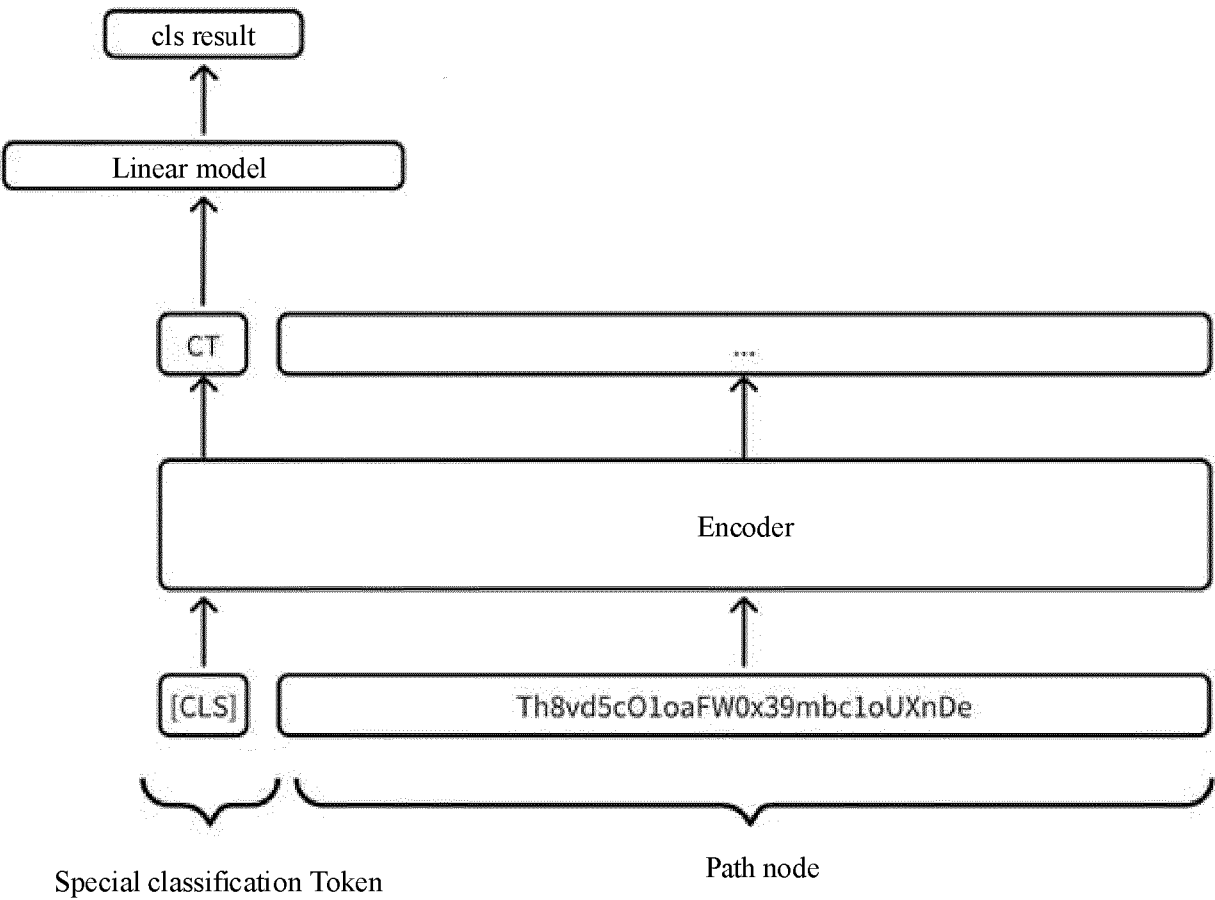 cls result
Linear model
CT
...
Encoder
[CLS]
Th8vd5cO1oaFW0x39mbc1oUXnDe
Path node
Special classification Token